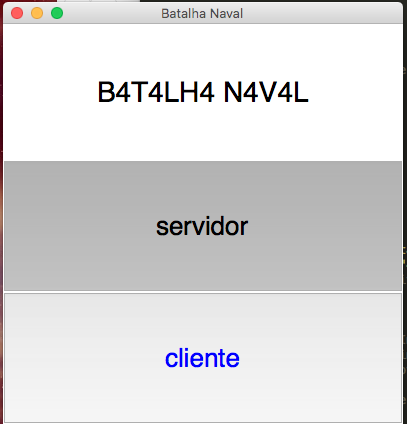 Batalha Naval
B4T4LH4 N4V4L
servidor
cliente